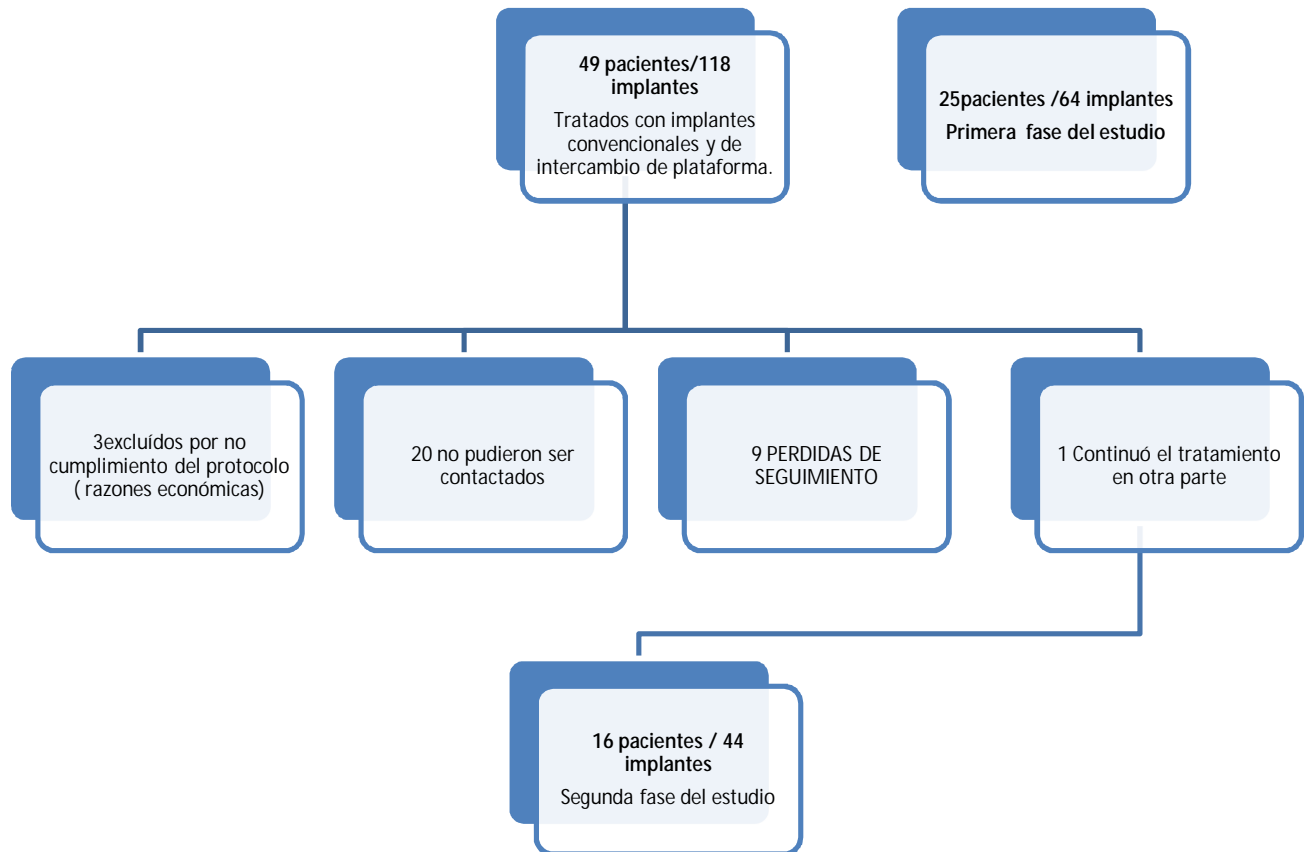 49 pacientes/118
implantes
Tratados con implantes
convencionales y de
intercambio de plataforma.
25pacientes /64 implantes
Primera fase del estudio
3excluídos por no
cumplimiento del protocolo
( razones económicas)
20 no pudieron ser
contactados
9 PERDIDAS DE
SEGUIMIENTO
1 Continuó el tratamiento
en otra parte
16 pacientes / 44
implantes
Segunda fase del estudio